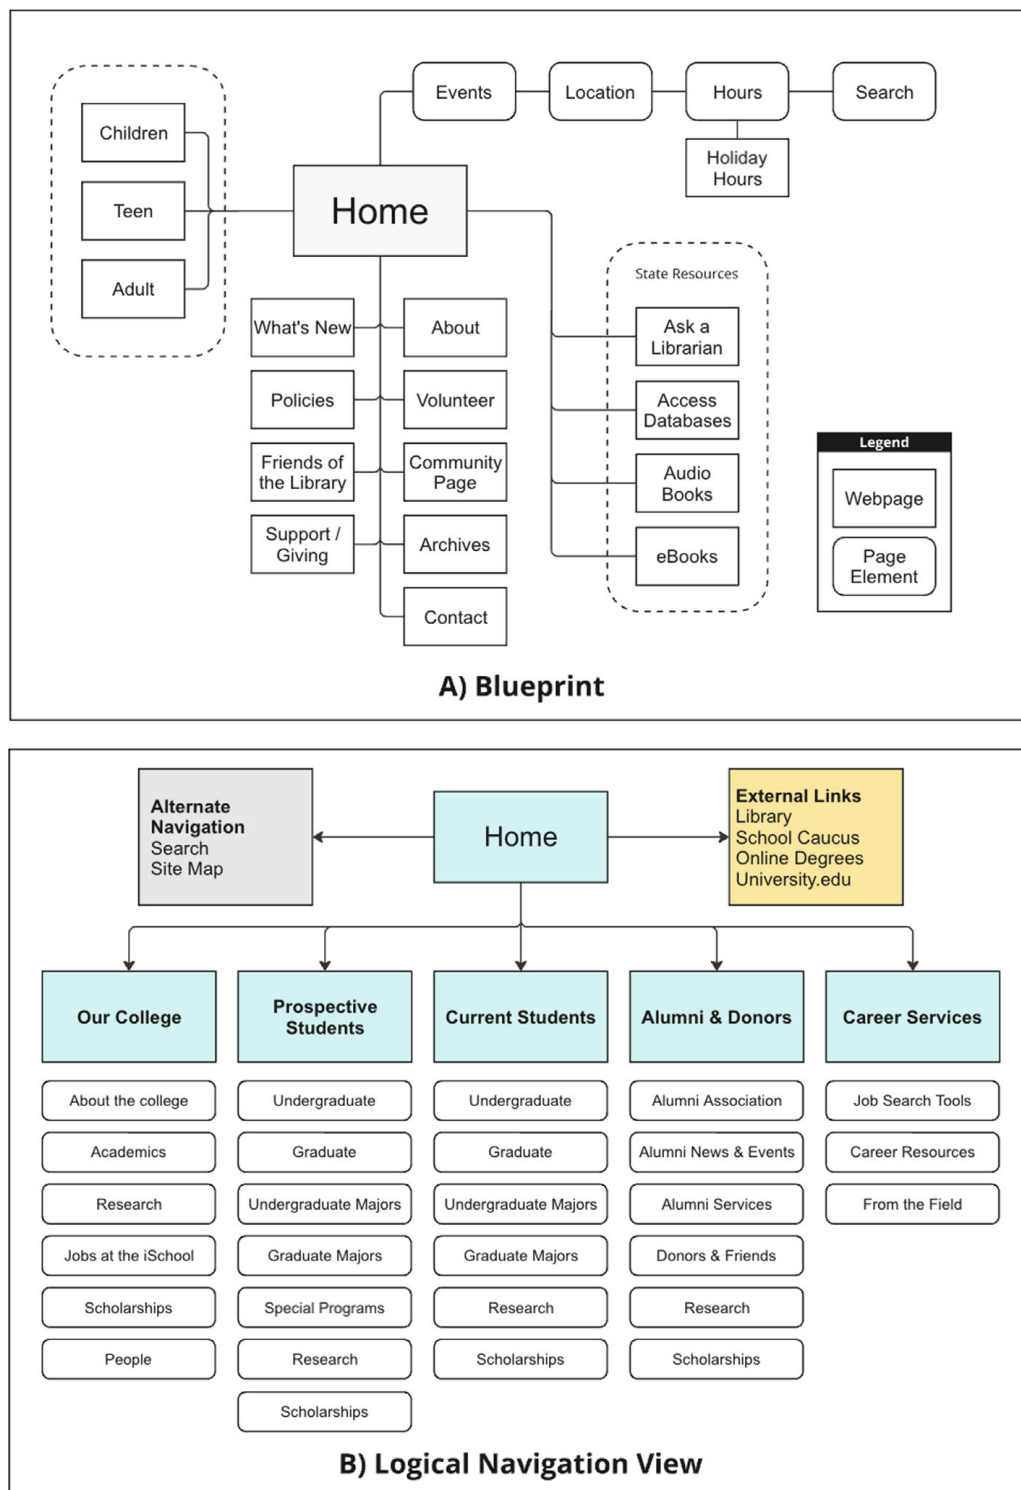 Events
Location
Hours
Search
Holiday
Hours
Children
Teen
Adult
Home
What's New
About
Policies
Volunteer
Friends of
the Library
Community
Page
Support /
Giving
Archives
Contact
State Resources
Ask a
Librarian
Access
Databases
Audio
Books
eBooks
Legend
Webpage
Page
Element
A) Blueprint
Alternate
Navigation
Search
Site Map
Home
External Links
Library
School Caucus
Online Degrees
University.edu
Our College
About the college
Academics
Research
Jobs at the iSchool
Scholarships
People
Prospective
Students
Undergraduate
Graduate
Undergraduate Majors
Graduate Majors
Special Programs
Research
Scholarships
Current Students
Undergraduate
Graduate
Undergraduate Majors
Graduate Majors
Research
Scholarships
Alumni & Donors
Alumni Association
Alumni News & Events
Alumni Services
Donors & Friends
Research
Scholarships
Career Services
Job Search Tools
Career Resources
From the Field
B) Logical Navigation View